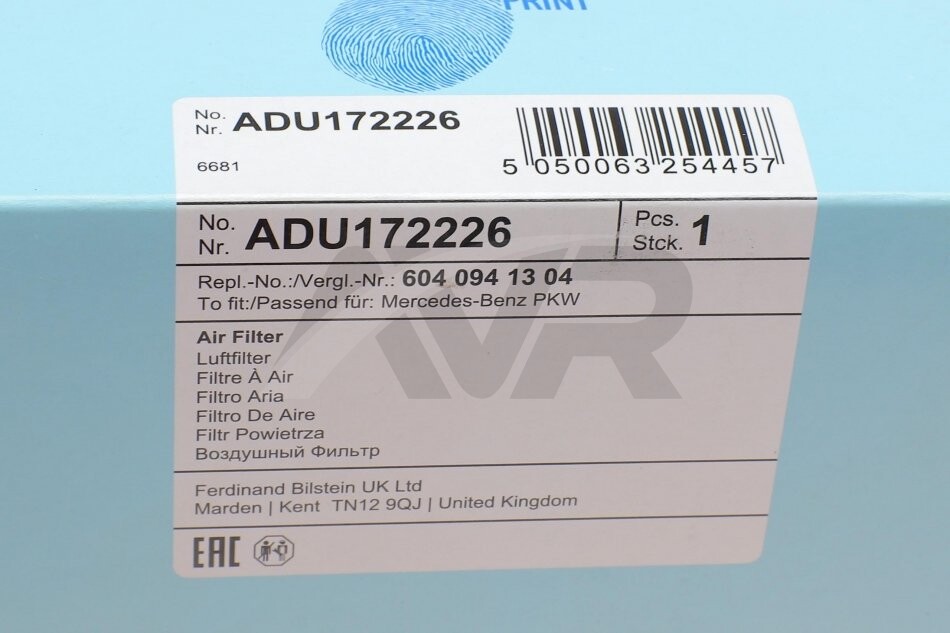 PRINT
No.
Nr. ADU172226
6681
5 050063 254457
No.
Nr. ADU172226
Pcs.
Stck. 1
Repl.-No.:/Vergl.-Nr.: 604 094 13 04
To fit:/Passend für: Mercedes-Benz PKW
Air Filter
Luftfilter
Filtre À Air
Filtro Aria
Filtro De Aire
Filtr Powietrza
Воздушный Фильтр
Ferdinand Bilstein UK Ltd
Marden | Kent TN12 9QJ | United Kingdom
EAC
AVR